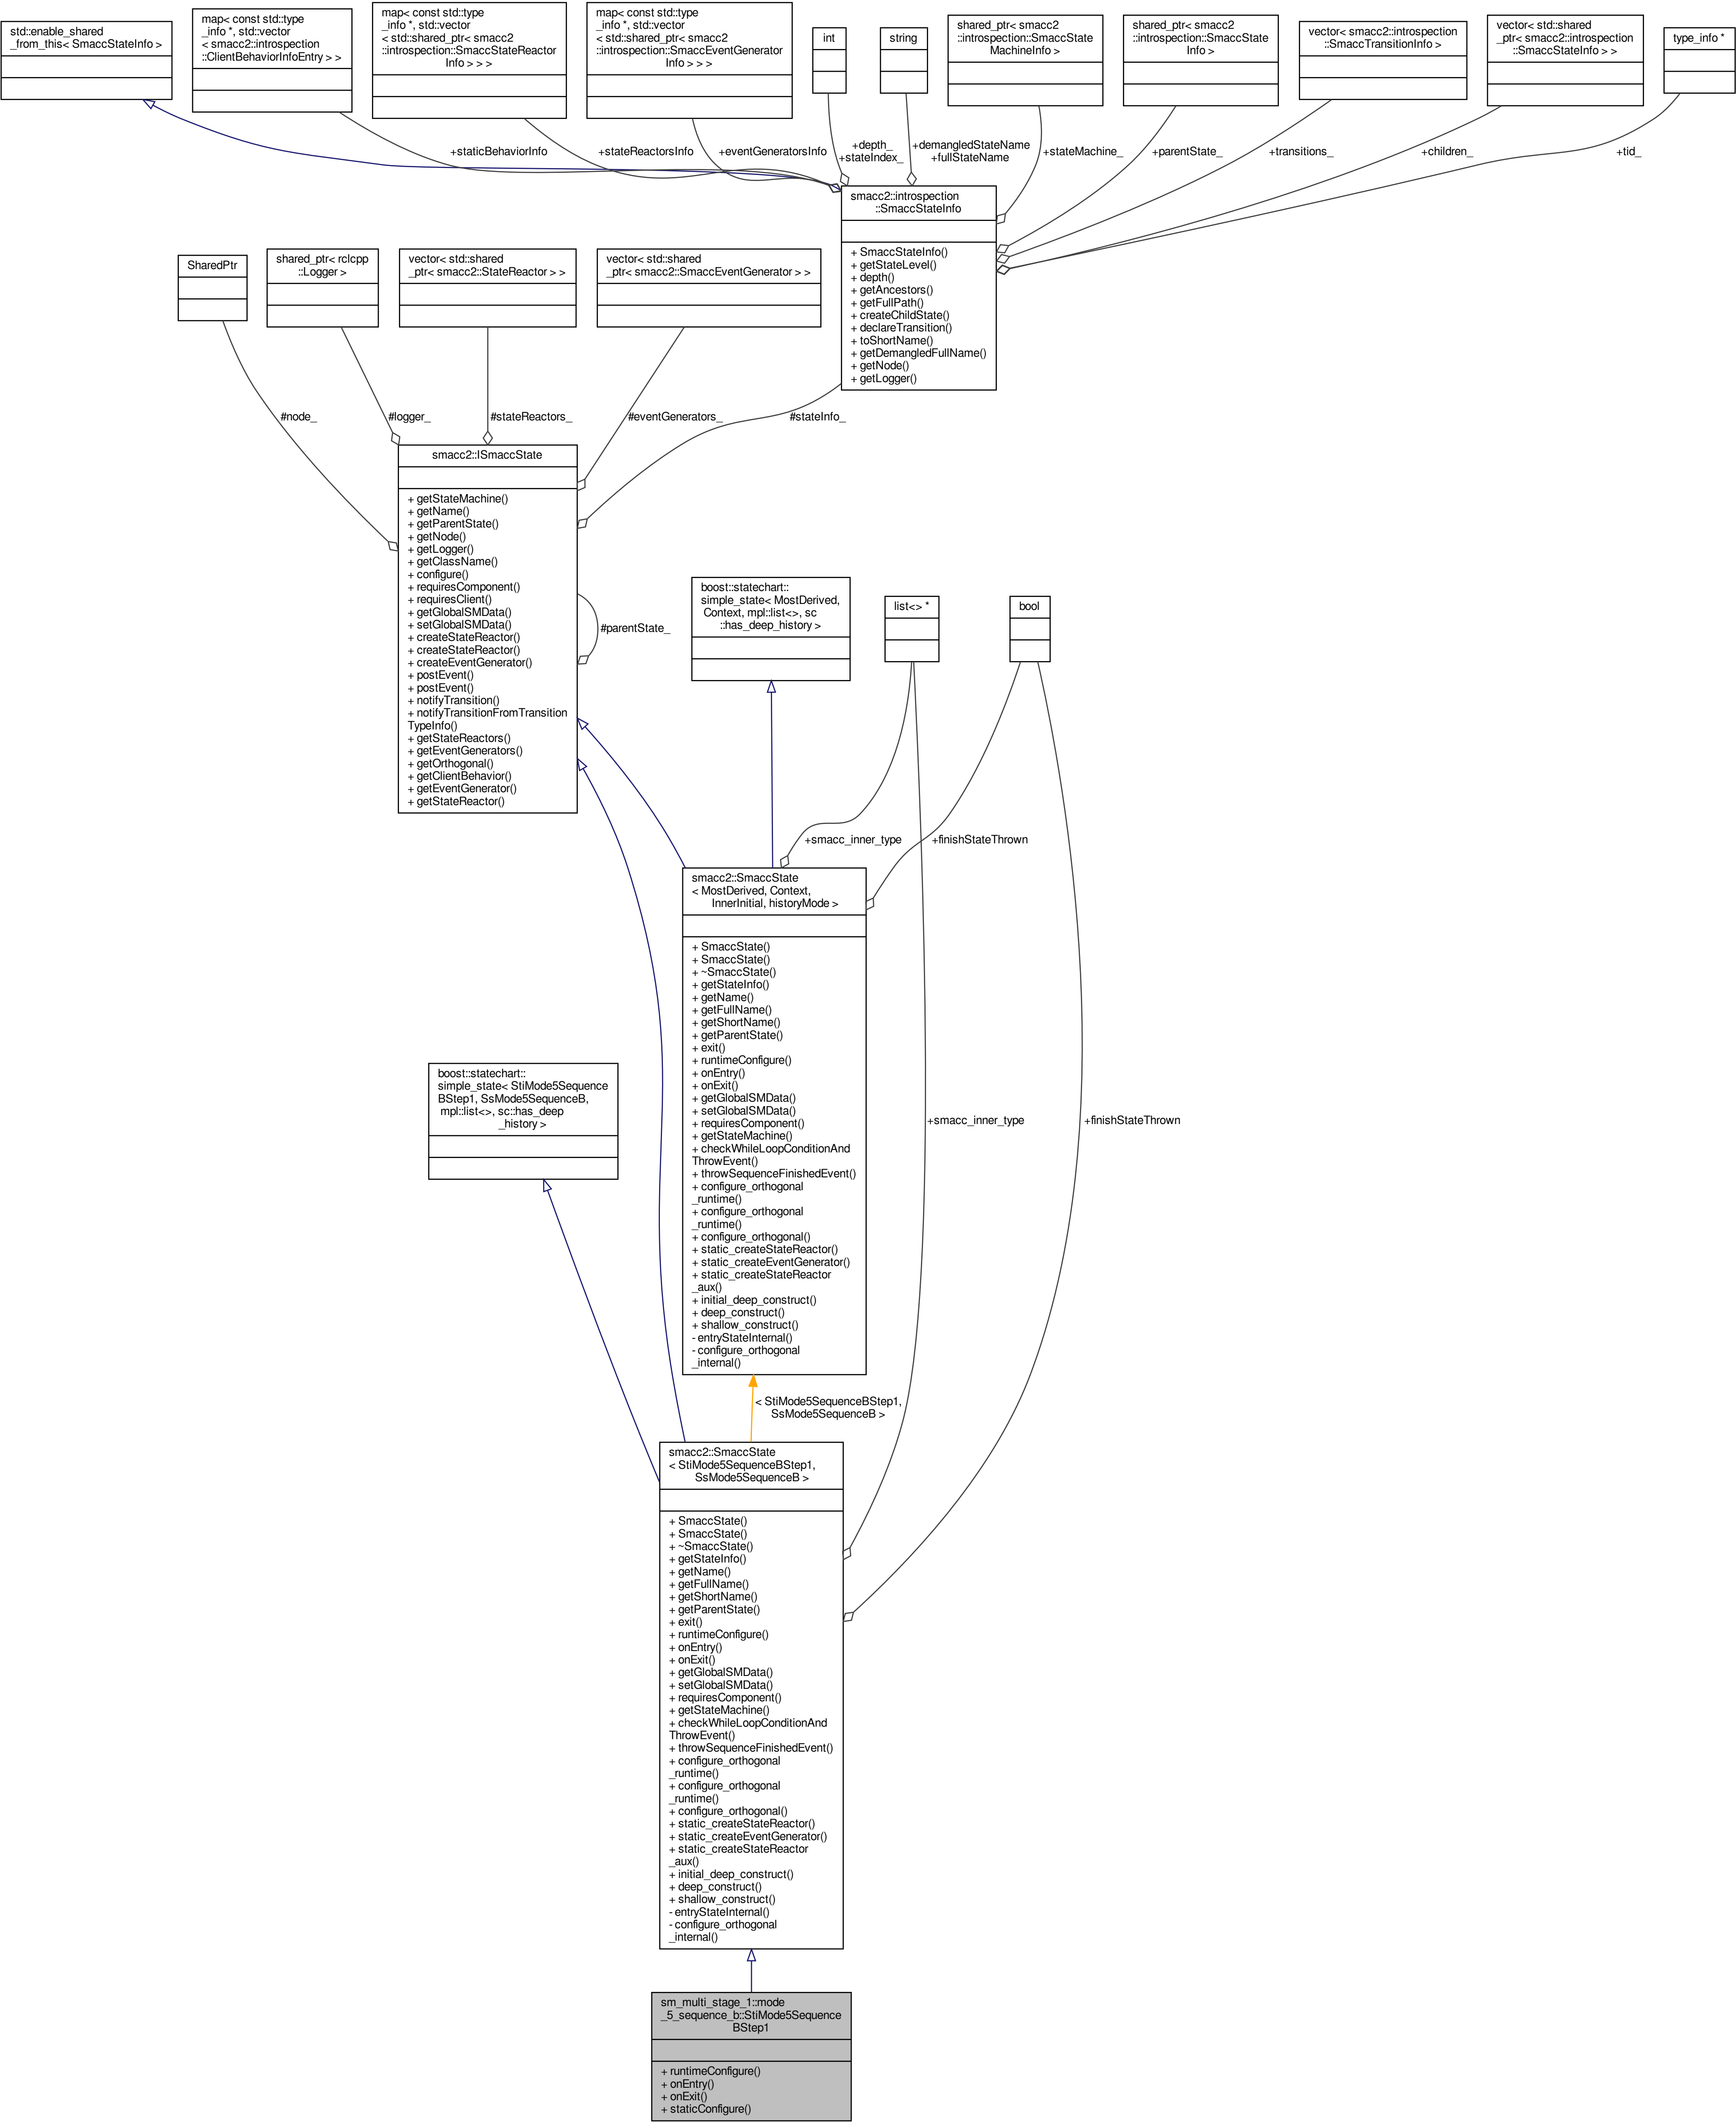 std::enable_shared
_from_this< SmaccStateInfo >
map< const std::type
_info *, std::vector
< smacc2::introspection
::ClientBehaviorInfoEntry > >
map< const std::type
_info *, std::vector
< std::shared_ptr< smacc2
::introspection::SmaccStateReactor
Info > > >
map< const std::type
_info *, std::vector
< std::shared_ptr< smacc2
::introspection::SmaccEventGenerator
Info > > >
int
string
shared_ptr< smacc2
::introspection::SmaccState
MachineInfo >
shared_ptr< smacc2
::introspection::SmaccState
Info >
vector< smacc2::introspection
::SmaccTransitionInfo >
vector< std::shared
_ptr< smacc2::introspection
::SmaccStateInfo > >
type_info *
+staticBehaviorInfo
+stateReactorsInfo
+eventGeneratorsInfo
+depth_
+stateIndex_
+demangledStateName
+fullStateName
+stateMachine_
+parentState_
+transitions_
+children_
+tid_
smacc2::introspection
::SmaccStateInfo
+ SmaccStateInfo()
+ getStateLevel()
+ depth()
+ getAncestors()
+ getFullPath()
+ createChildState()
+ declareTransition()
+ toShortName()
+ getDemangledFullName()
+ getNode()
+ getLogger()
SharedPtr
shared_ptr< rclcpp
::Logger >
vector< std::shared
_ptr< smacc2::StateReactor > >
vector< std::shared
_ptr< smacc2::SmaccEventGenerator > >
#node_
#logger_
#stateReactors_
#eventGenerators_
#stateInfo_
smacc2::ISmaccState
+ getStateMachine()
+ getName()
+ getParentState()
+ getNode()
+ getLogger()
+ getClassName()
+ configure()
+ requiresComponent()
+ requiresClient()
+ getGlobalSMData()
+ setGlobalSMData()
+ createStateReactor()
+ createStateReactor()
+ createEventGenerator()
+ postEvent()
+ postEvent()
+ notifyTransition()
+ notifyTransitionFromTransition
TypeInfo()
+ getStateReactors()
+ getEventGenerators()
+ getOrthogonal()
+ getClientBehavior()
+ getEventGenerator()
+ getStateReactor()
#parentState_
boost::statechart::
simple_state< MostDerived,
Context, mpl::list<>, sc
::has_deep_history >
list<> *
bool
+smacc_inner_type
+finishStateThrown
smacc2::SmaccState
< MostDerived, Context,
InnerInitial, historyMode >
+ SmaccState()
+ SmaccState()
+ ~SmaccState()
+ getStateInfo()
+ getName()
+ getFullName()
+ getShortName()
+ getParentState()
+ exit()
+ runtimeConfigure()
+ onEntry()
+ onExit()
+ getGlobalSMData()
+ setGlobalSMData()
+ requiresComponent()
+ getStateMachine()
+ checkWhileLoopConditionAnd
ThrowEvent()
+ throwSequenceFinishedEvent()
+ configure_orthogonal
_runtime()
+ configure_orthogonal
_runtime()
+ configure_orthogonal()
+ static_createStateReactor()
+ static_createEventGenerator()
+ static_createStateReactor
_aux()
+ initial_deep_construct()
+ deep_construct()
+ shallow_construct()
- entryStateInternal()
- configure_orthogonal
_internal()
boost::statechart::
simple_state< StiMode5Sequence
BStep1, SsMode5SequenceB,
mpl::list<>, sc::has_deep
_history >
+smacc_inner_type
+finishStateThrown
< StiMode5SequenceBStep1,
SsMode5SequenceB >
smacc2::SmaccState
< StiMode5SequenceBStep1,
SsMode5SequenceB >
+ SmaccState()
+ SmaccState()
+ ~SmaccState()
+ getStateInfo()
+ getName()
+ getFullName()
+ getShortName()
+ getParentState()
+ exit()
+ runtimeConfigure()
+ onEntry()
+ onExit()
+ getGlobalSMData()
+ setGlobalSMData()
+ requiresComponent()
+ getStateMachine()
+ checkWhileLoopConditionAnd
ThrowEvent()
+ throwSequenceFinishedEvent()
+ configure_orthogonal
_runtime()
+ configure_orthogonal
_runtime()
+ configure_orthogonal()
+ static_createStateReactor()
+ static_createEventGenerator()
+ static_createStateReactor
_aux()
+ initial_deep_construct()
+ deep_construct()
+ shallow_construct()
- entryStateInternal()
- configure_orthogonal
_internal()
sm_multi_stage_1::mode
_5_sequence_b::StiMode5Sequence
BStep1
+ runtimeConfigure()
+ onEntry()
+ onExit()
+ staticConfigure()